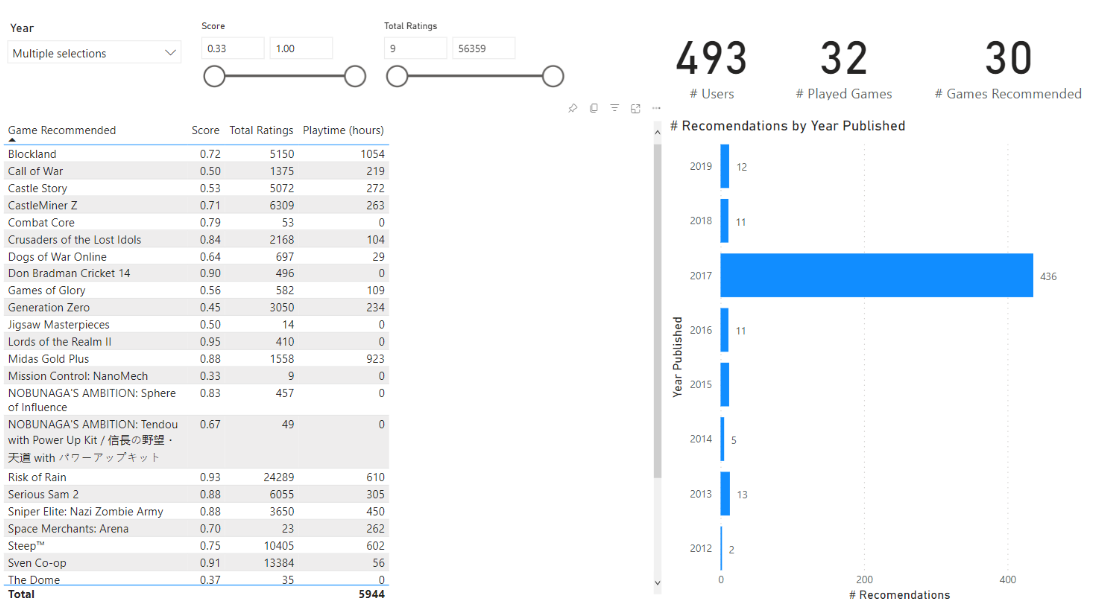 Year
Multiple selections
Score
0.33 1.00
Total Ratings
9 56359
493
# Users
32
# Played Games
30
# Games Recommended
Game Recommended Score Total Ratings Playtime (hours)
Blockland 0.72 5150 1054
Call of War 0.50 1375 219
Castle Story 0.53 5072 272
CastleMiner Z 0.71 6309 263
Combat Core 0.79 53 0
Crusaders of the Lost Idols 0.84 2168 104
Dogs of War Online 0.64 697 29
Don Bradman Cricket 14 0.90 496 0
Games of Glory 0.56 582 109
Generation Zero 0.45 3050 234
Jigsaw Masterpieces 0.50 14 0
Lords of the Realm II 0.95 410 0
Midas Gold Plus 0.88 1558 923
Mission Control: NanoMech 0.33 9 0
NOBUNAGA'S AMBITION: Sphere 0.83 457 0
of Influence
NOBUNAGA'S AMBITION: Tendou 0.67 49 0
with Power Up Kit / 信長の野望・
天道 with パワーアップキット
Risk of Rain 0.93 24289 610
Serious Sam 2 0.88 6055 305
Sniper Elite: Nazi Zombie Army 0.88 3650 450
Space Merchants: Arena 0.70 23 262
Steep™ 0.75 10405 602
Sven Co-op 0.91 13384 56
The Dome 0.37 35 0
Total 5944
# Recomendations by Year Published
Year Published
2019 12
2018 11
2017 436
2016 11
2015
2014 5
2013 13
2012 2
0 200 400
# Recomendations